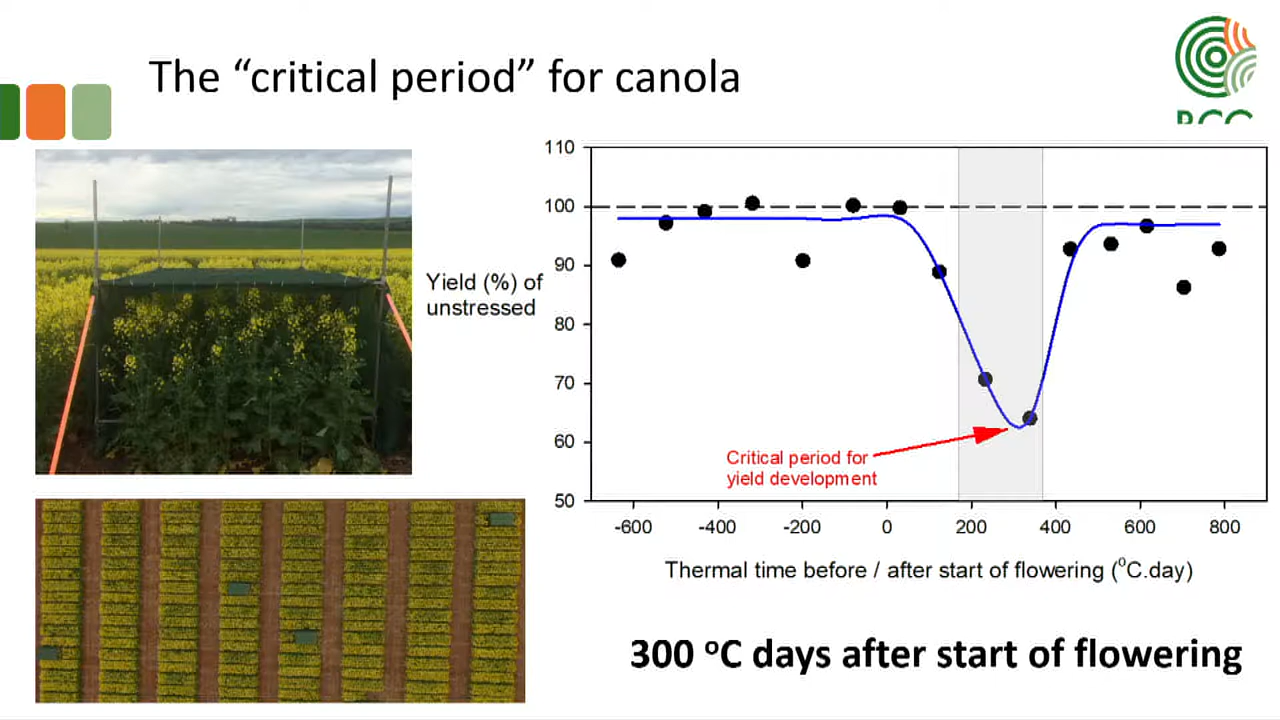 The “critical period” for canola
110
100
90
80
70
60
50
Yield (%) of
unstressed
Critical period for
yield development
-600 -400 -200 0 200 400 600 800
Thermal time before / after start of flowering (°C.day)
300 °C days after start of flowering